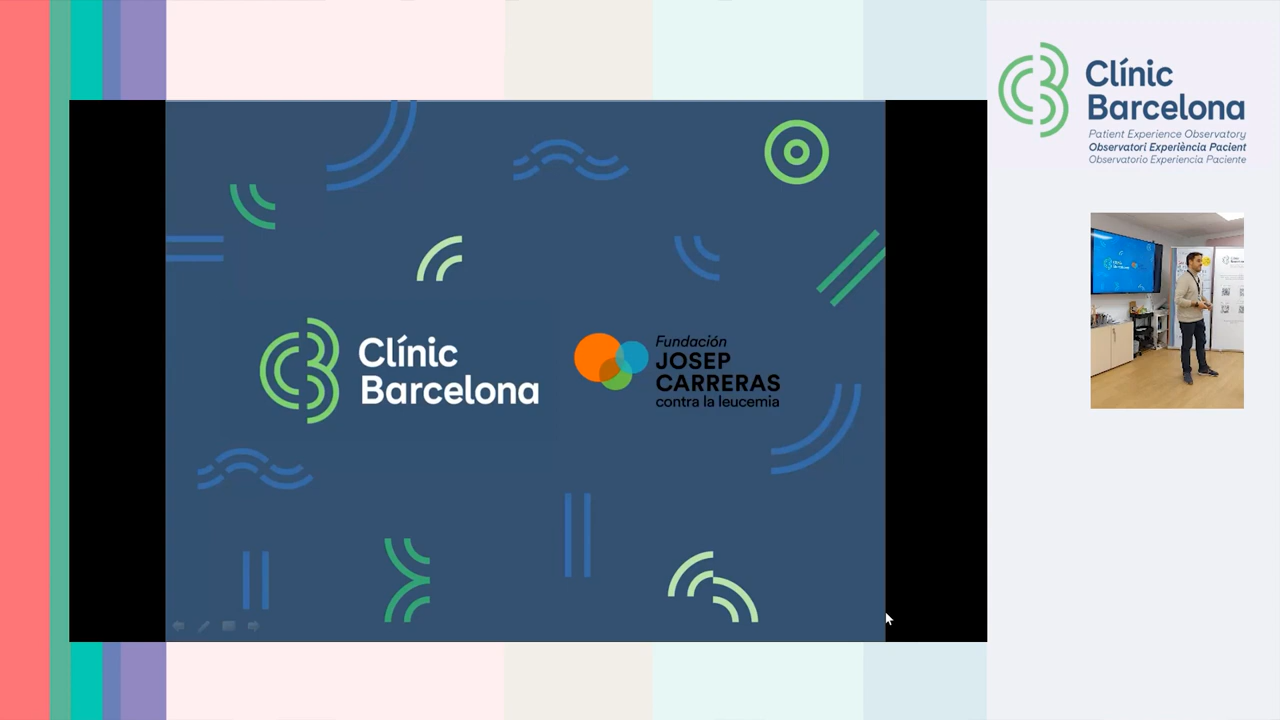 Clínic
Barcelona
Fundación
JOSEP
CARRERAS
contra la leucemia
Clínic
Barcelona
Patient Experience Observatory
Observatori Experiència Pacient
Observatorio Experiencia Paciente